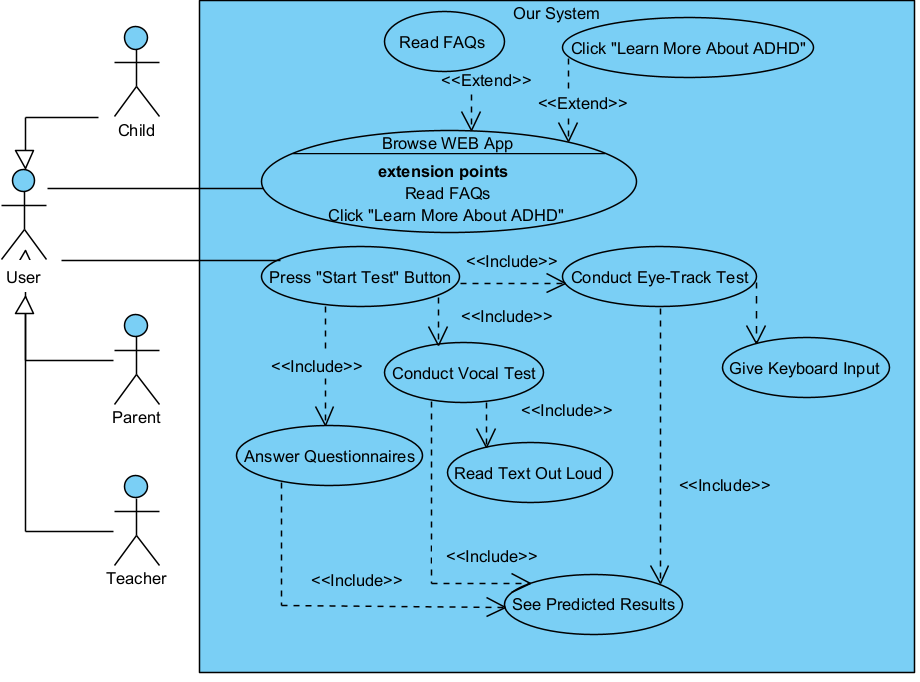 Our System
Read FAQs
Click "Learn More About ADHD"
<<Extend>>
<<Extend>>
Child
Browse WEB App
extension points
Read FAQs
Click "Learn More About ADHD"
User
Press "Start Test" Button
<<Include>>
Conduct Eye-Track Test
<<Include>>
<<Include>>
Conduct Vocal Test
Give Keyboard Input
Parent
<<Include>>
Answer Questionnaires
Read Text Out Loud
<<Include>>
<<Include>>
<<Include>>
Teacher
See Predicted Results